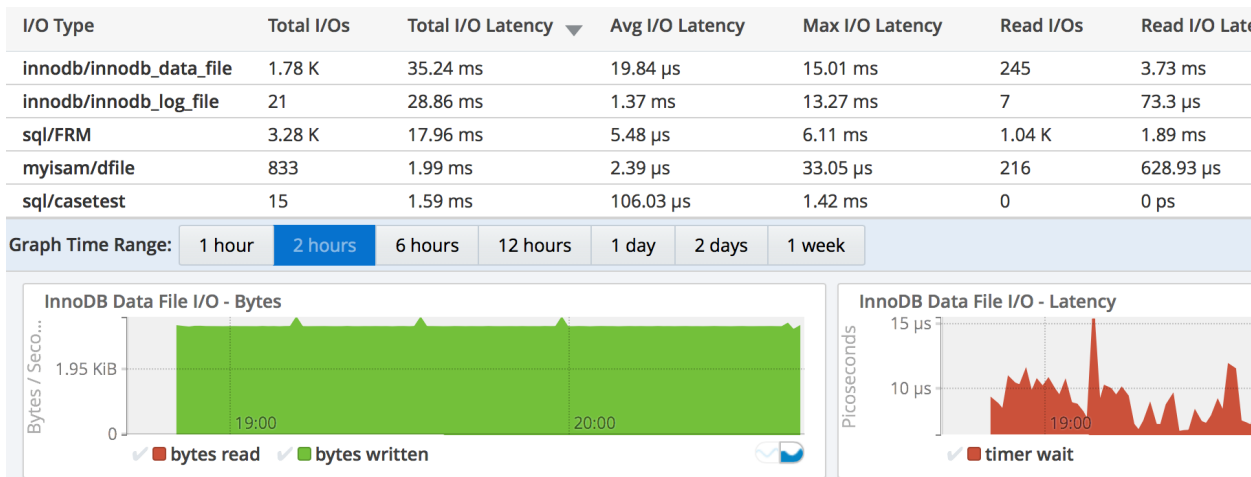 I/O Type Total I/Os Total I/O Latency Avg I/O Latency Max I/O Latency Read I/Os Read I/O Late
innodb/innodb_data_file 1.78 K 35.24 ms 19.84 µs 15.01 ms 245 3.73 ms
innodb/innodb_log_file 21 28.86 ms 1.37 ms 13.27 ms 7 73.3 µs
sql/FRM 3.28 K 17.96 ms 5.48 µs 6.11 ms 1.04 K 1.89 ms
myisam/dfile 833 1.99 ms 2.39 µs 33.05 µs 216 628.93 µs
sql/casetest 15 1.59 ms 106.03 µs 1.42 ms 0 0 ps
Graph Time Range: 1 hour 2 hours 6 hours 12 hours 1 day 2 days 1 week
InnoDB Data File I/O - Bytes
Bytes / Seco...
1.95 KiB
0
19:00 20:00
bytes read bytes written
InnoDB Data File I/O - Latency
Picoseconds
15 µs
10 µs
19:00
timer wait